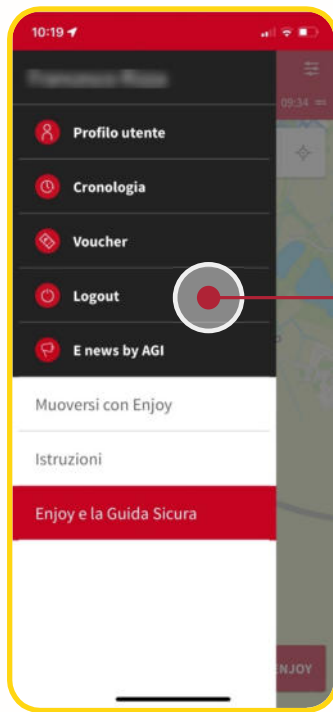 10:19
09:34
Profilo utente
Cronologia
Voucher
Logout
E news by AGI
Muoversi con Enjoy
Istruzioni
Enjoy e la Guida Sicura
NJOY